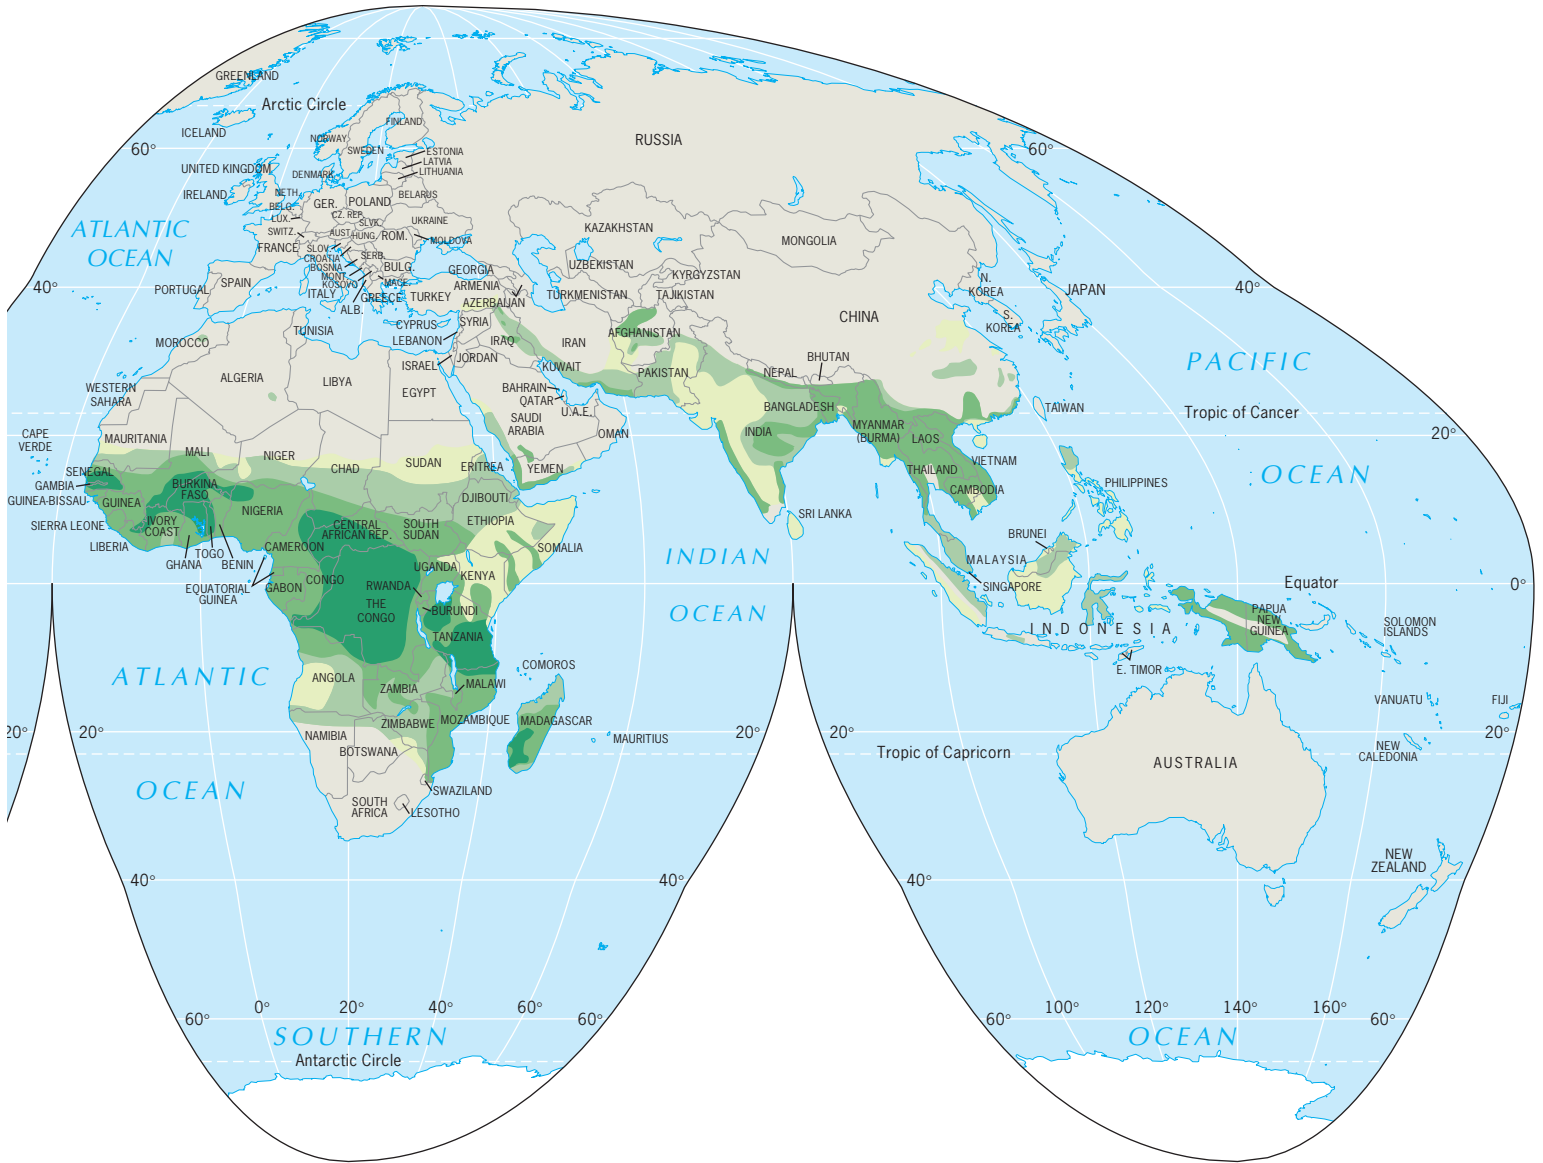 GREENLAND
Arctic Circle
ICELAND
FINLAND
NORWAY
SWEDEN
RUSSIA
60°
60°
ESTONIA
LATVIA
LITHUANIA
UNITED KINGDOM
DENMARK
IRELAND
NETH.
BELARUS
BELG.
GER.
POLAND
LUX.
CZ. REP.
SLVK.
UKRAINE
SWITZ.
AUST.
HUNG.
ROM.
MOLDOVA
KAZAKHSTAN
MONGOLIA
ATLANTIC
OCEAN
FRANCE
SLOV.
CROATIA
BOSNIA
SERB.
MONT.
KOSOVO
BULG.
MACE.
GEORGIA
UZBEKISTAN
KYRGYZSTAN
N.
KOREA
JAPAN
40°
40°
PORTUGAL
SPAIN
ITALY
ALB.
GREECE
TURKEY
ARMENIA
AZERBAIJAN
TURKMENISTAN
TAJIKISTAN
CHINA
S.
KOREA
TUNISIA
CYPRUS
LEBANON
SYRIA
MOROCCO
IRAQ
IRAN
AFGHANISTAN
PACIFIC
ISRAEL
JORDAN
KUWAIT
PAKISTAN
NEPAL
BHUTAN
ALGERIA
LIBYA
EGYPT
WESTERN
SAHARA
BAHRAIN
QATAR
U.A.E.
SAUDI
ARABIA
OMAN
BANGLADESH
TAIWAN
Tropic of Cancer
CAPE
VERDE
MAURITANIA
MALI
NIGER
CHAD
SUDAN
ERITREA
YEMEN
INDIA
MYANMAR
(BURMA)
LAOS
20°
SENEGAL
GAMBIA
GUINEA-BISSAU
GUINEA
BURKINA
FASO
THAILAND
VIETNAM
OCEAN
CAMBODIA
PHILIPPINES
DJIBOUTI
NIGERIA
SIERRA LEONE
IVORY
COAST
CENTRAL
AFRICAN REP.
SOUTH
SUDAN
ETHIOPIA
SRI LANKA
LIBERIA
GHANA
TOGO
BENIN
CAMEROON
SOMALIA
INDIAN
OCEAN
BRUNEI
MALAYSIA
SINGAPORE
EQUATORIAL
GUINEA
GABON
CONGO
UGANDA
KENYA
RWANDA
Equator
0°
THE
CONGO
BURUNDI
TANZANIA
INDONESIA
PAPUA
NEW
GUINEA
SOLOMON
ISLANDS
ATLANTIC
OCEAN
COMOROS
E. TIMOR
ANGOLA
ZAMBIA
MALAWI
VANUATU
FIJI
ZIMBABWE
MOZAMBIQUE
MADAGASCAR
20°
20°
20°
20°
20°
NAMIBIA
BOTSWANA
MAURITIUS
Tropic of Capricorn
NEW
CALEDONIA
AUSTRALIA
SWAZILAND
SOUTH
AFRICA
LESOTHO
NEW
ZEALAND
40°
40°
40°
0°
20°
40°
60°
60°
60°
100°
120°
140°
160°
60°
60°
SOUTHERN
OCEAN
Antarctic Circle